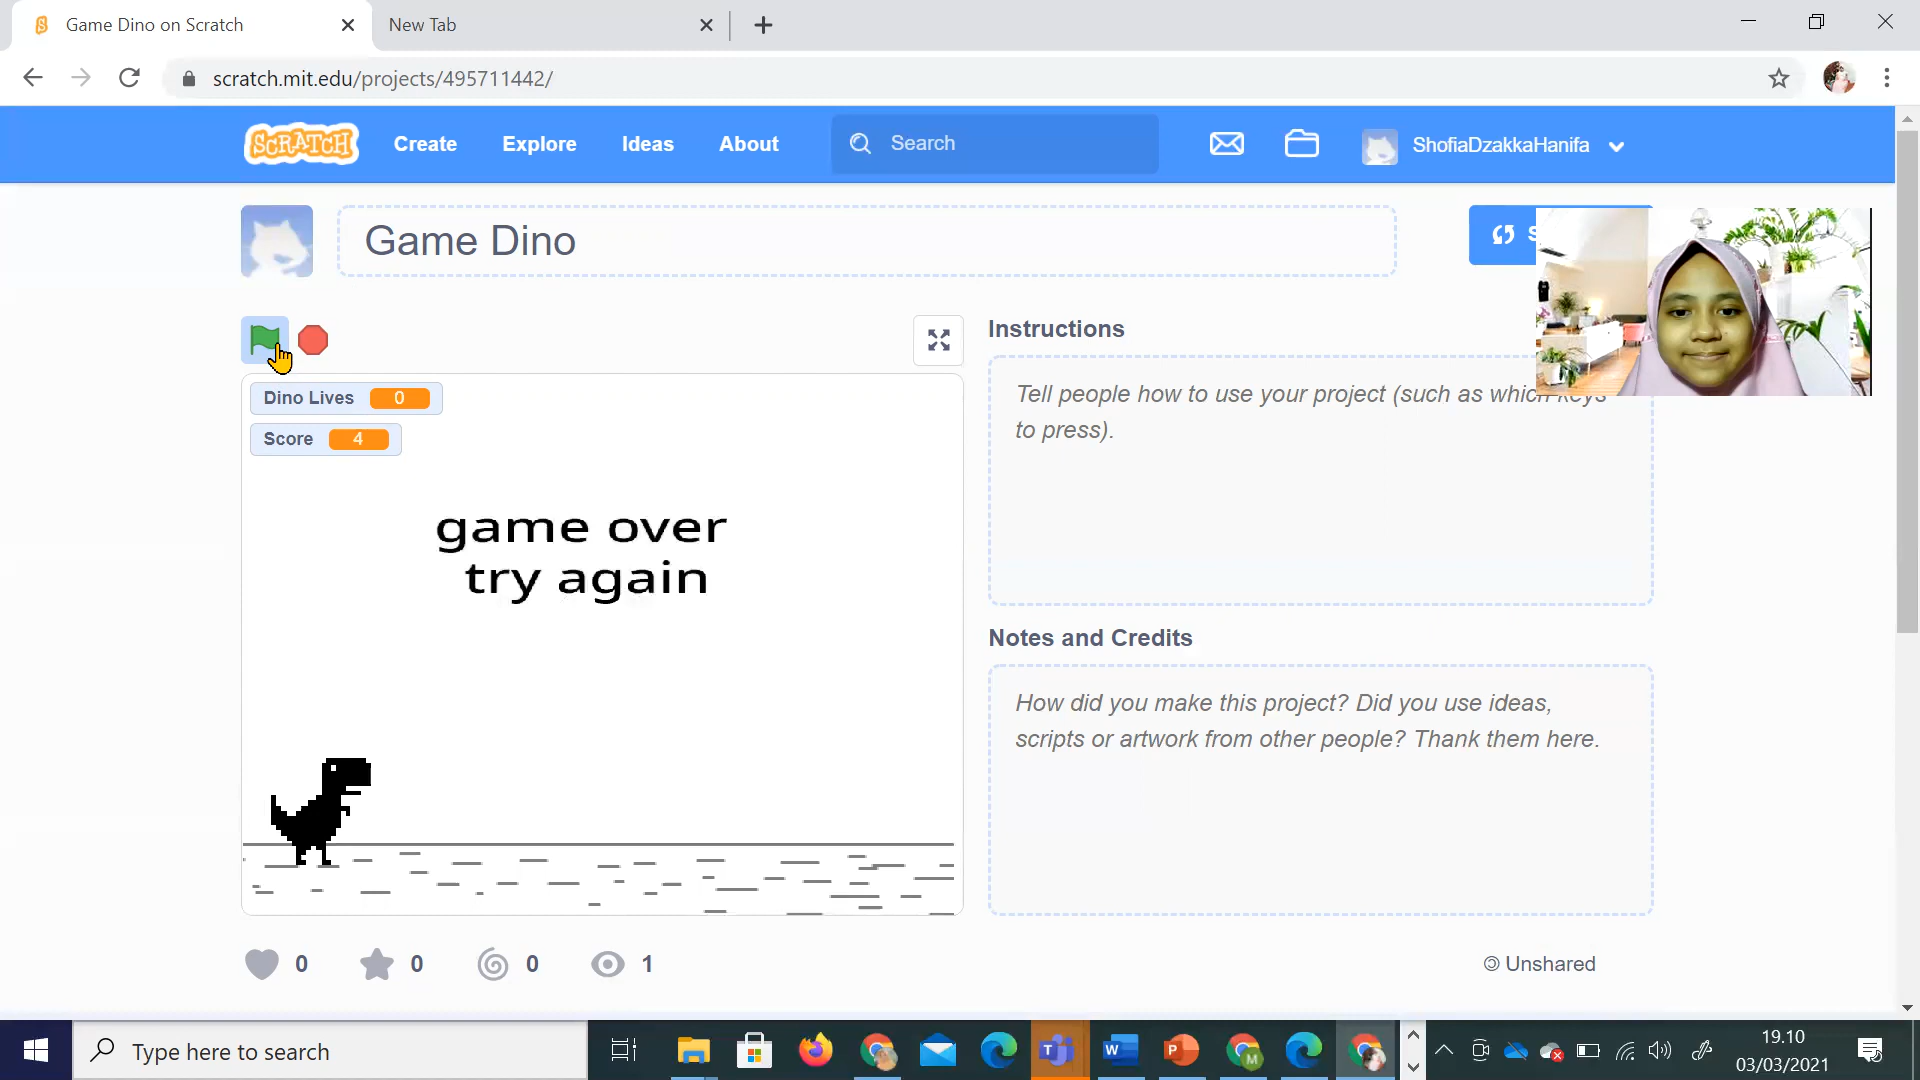 Game Dino on Scratch
New Tab
scratch.mit.edu/projects/495711442/
SCRATCH Create Explore Ideas About Search ShofiaDzakkaHanifa
Game Dino
Instructions
Tell people how to use your project (such as which keys
to press).
Dino Lives 0
Score 4
game over
try again
Notes and Credits
How did you make this project? Did you use ideas,
scripts or artwork from other people? Thank them here.
0 0 0 1
Unshared
Type here to search
19.10
03/03/2021